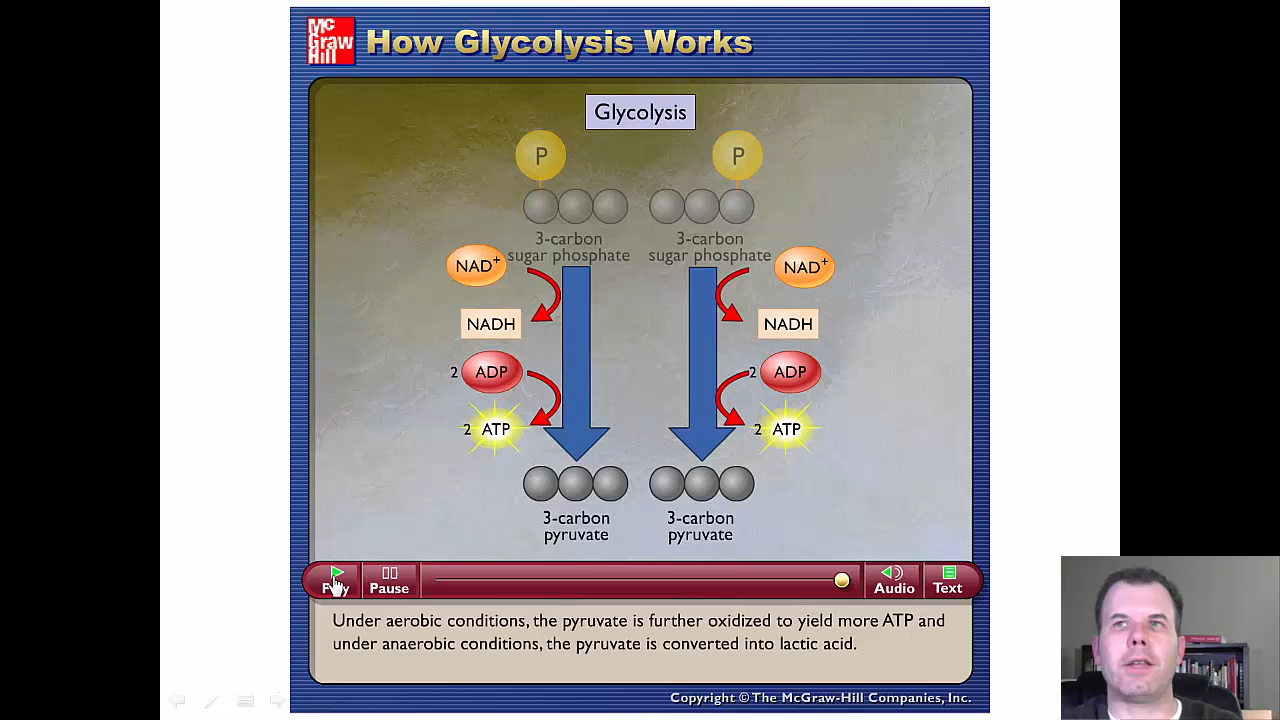 Mc
Graw
Hill
How Glycolysis Works
Glycolysis
P
P
3-carbon
sugar phosphate
3-carbon
sugar phosphate
NAD+
NAD+
NADH
NADH
2 ADP
2 ADP
2 ATP
2 ATP
3-carbon
pyruvate
3-carbon
pyruvate
Pause
Audio
Text
Under aerobic conditions, the pyruvate is further oxidized to yield more ATP and
under anaerobic conditions, the pyruvate is converted into lactic acid.
Copyright © The McGraw-Hill Companies, Inc.